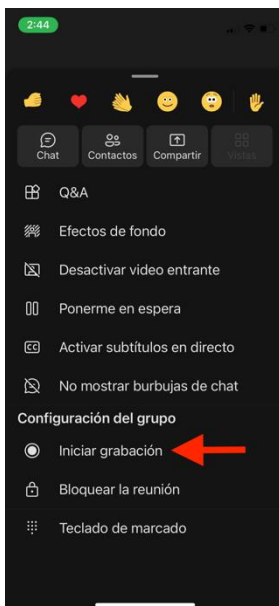 2:44
Chat
Contactos
Compartir
Vistas
Q&A
Efectos de fondo
Desactivar video entrante
Ponerme en espera
CC
Activar subtítulos en directo
No mostrar burbujas de chat
Configuración del grupo
Iniciar grabación
Bloquear la reunión
Teclado de marcado